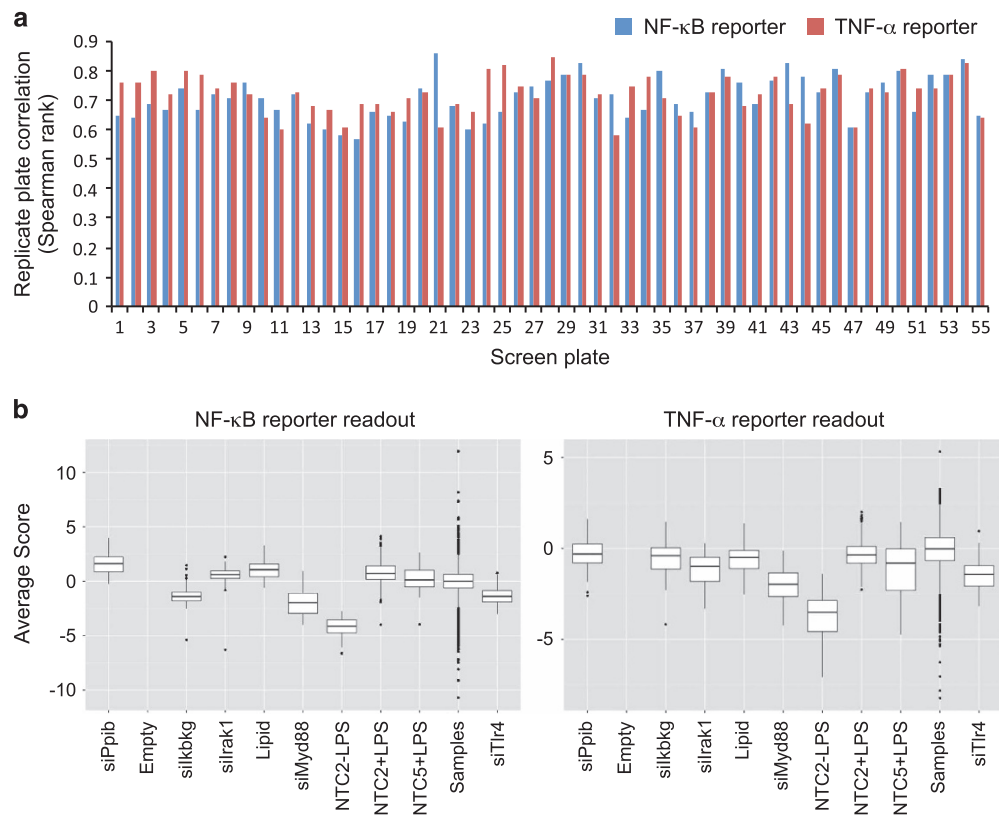 a
NF-κB reporter TNF-α reporter
Replicate plate correlation
(Spearman rank)
0.9
0.8
0.7
0.6
0.5
0.4
0.3
0.2
0.1
0
1 3 5 7 9 11 13 15 17 19 21 23 25 27 29 31 33 35 37 39 41 43 45 47 49 51 53 55
Screen plate
b
NF-κB reporter readout
TNF-α reporter readout
Average Score
10
5
0
-5
-10
siPpib
Empty
siIkbkg
siIrak1
Lipid
siMyd88
NTC2-LPS
NTC2+LPS
NTC5+LPS
Samples
siTlr4
5
0
-5
siPpib
Empty
siIkbkg
siIrak1
Lipid
siMyd88
NTC2-LPS
NTC2+LPS
NTC5+LPS
Samples
siTlr4